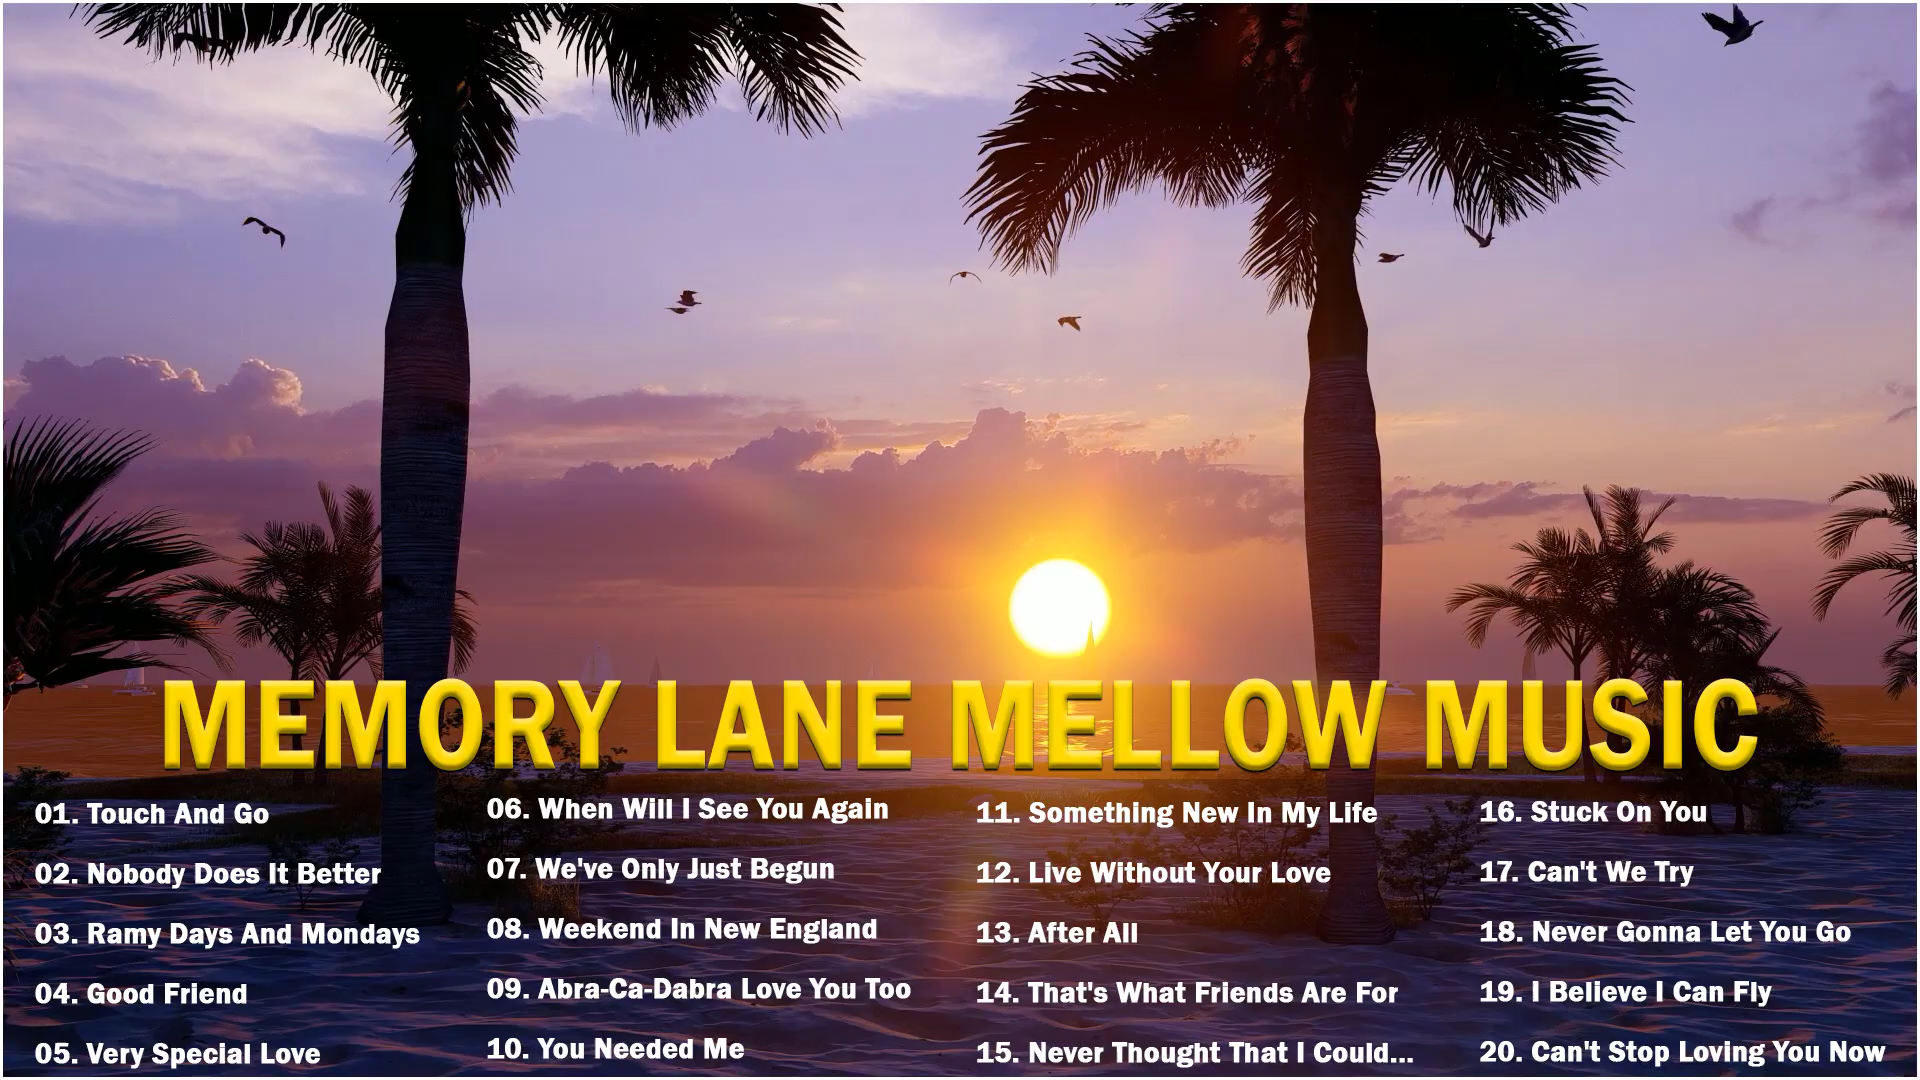 MEMORY LANE MELLOW MUSIC
01. Touch And Go
02. Nobody Does It Better
03. Ramy Days And Mondays
04. Good Friend
05. Very Special Love
06. When Will I See You Again
07. We've Only Just Begun
08. Weekend In New England
09. Abra-Ca-Dabra Love You Too
10. You Needed Me
11. Something New In My Life
12. Live Without Your Love
13. After All
14. That's What Friends Are For
15. Never Thought That I Could...
16. Stuck On You
17. Can't We Try
18. Never Gonna Let You Go
19. I Believe I Can Fly
20. Can't Stop Loving You Now